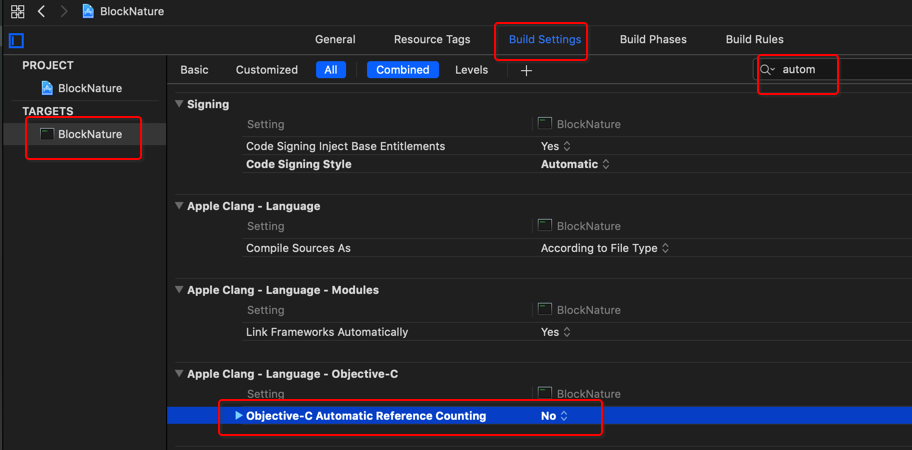 BlockNature
General Resource Tags Build Settings Build Phases Build Rules
PROJECT
BlockNature
TARGETS
BlockNature
Basic Customized All Combined Levels + autom
Signing
Setting BlockNature
Code Signing Inject Base Entitlements Yes
Code Signing Style Automatic
Apple Clang - Language
Setting BlockNature
Compile Sources As According to File Type
Apple Clang - Language - Modules
Setting BlockNature
Link Frameworks Automatically Yes
Apple Clang - Language - Objective-C
Setting BlockNature
Objective-C Automatic Reference Counting No